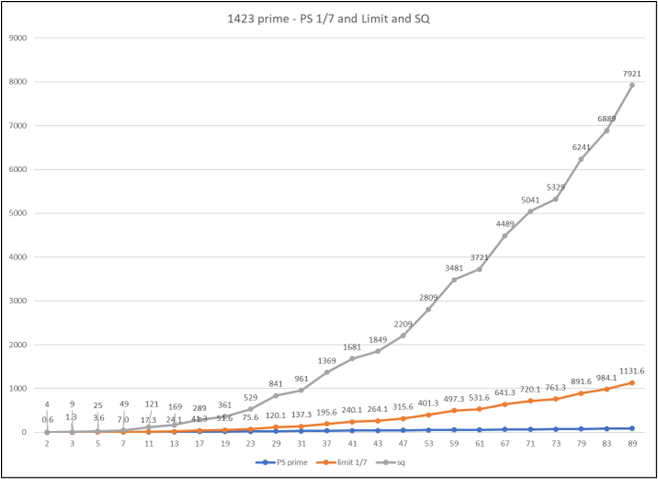 1423 prime - PS 1/7 and Limit and SQ
9000
8000
7000
6000
5000
4000
3000
2000
1000
0
4 9 25 49 121 169 289 361 529 841 961 1369 1681 1849 2209 2809 3481 3721 4489 5041 5329 6241 6889 7921
0.6 1.3 3.6 7.0 17.3 24.1 41.3 51.6 75.6 120.1 137.3 195.6 240.1 264.1 315.6 401.3 497.3 531.6 641.3 720.1 761.3 891.6 984.1 1131.6
2 3 5 7 11 13 17 19 23 29 31 37 41 43 47 53 59 61 67 71 73 79 83 89
PS prime limit 1/7 sq